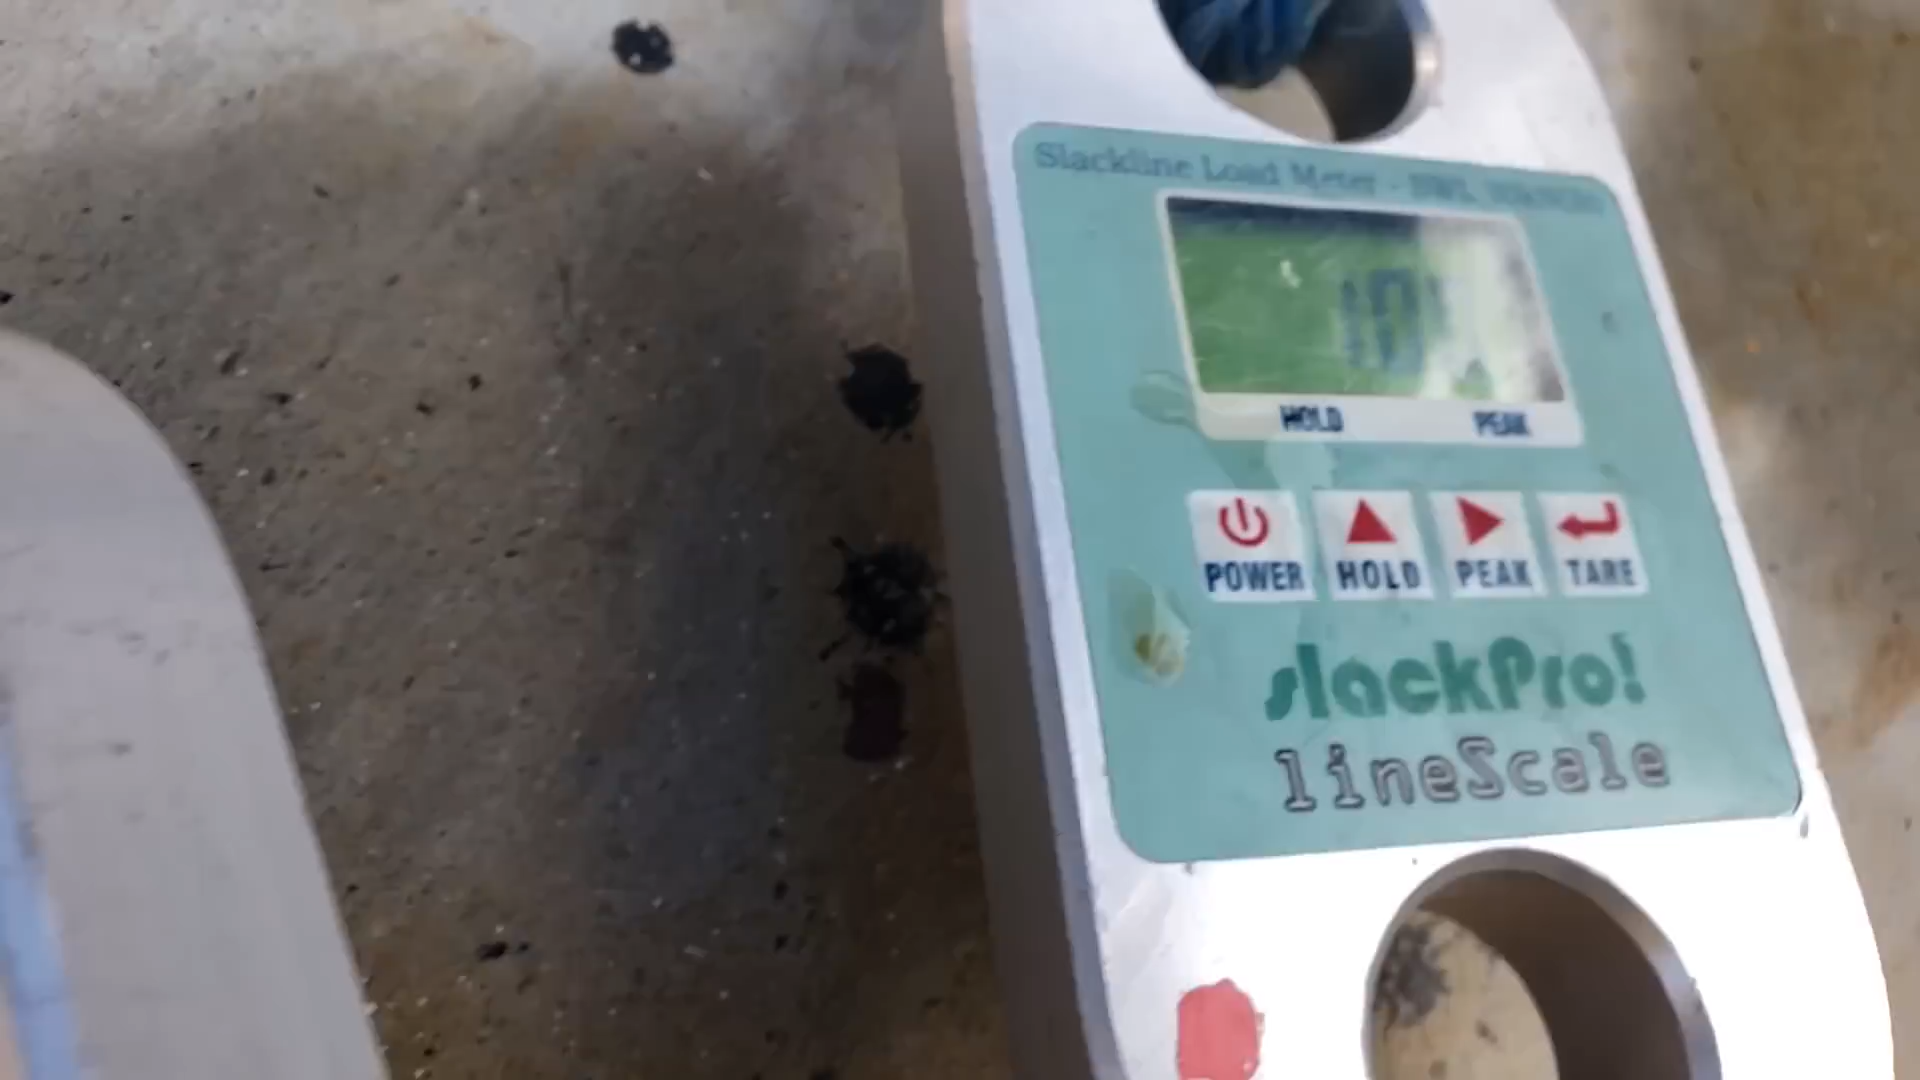 Slackline Load Meter -
HOLD PEAK
POWER HOLD PEAK TARE
slackPro!
lineScale